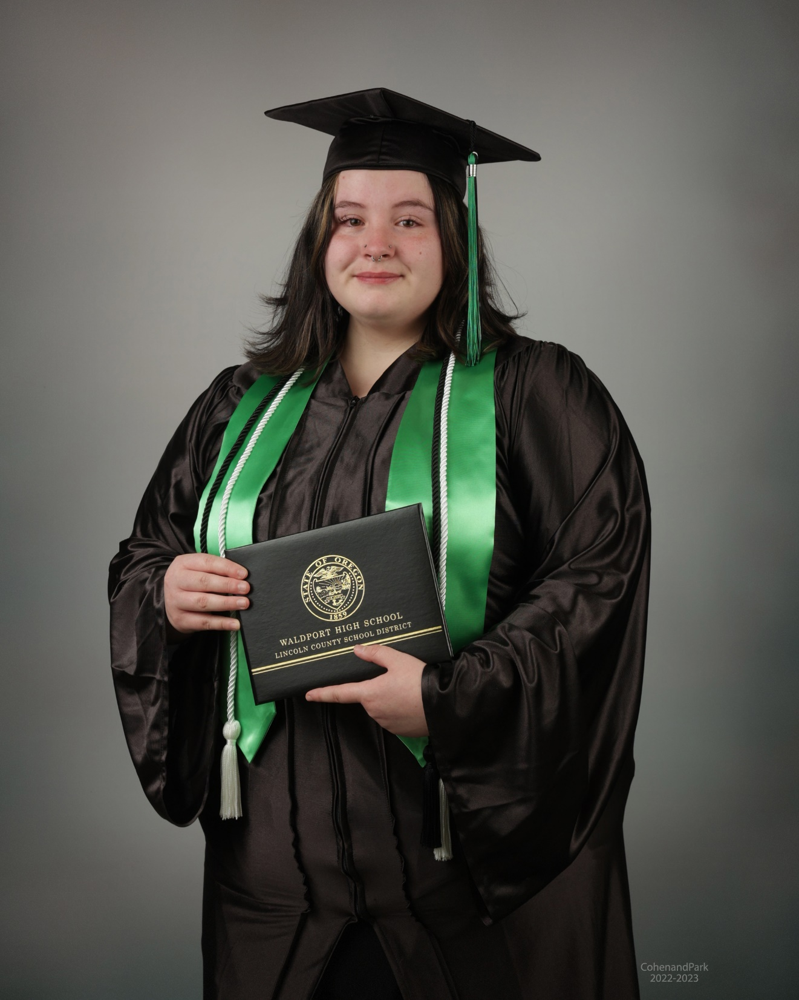 STATE OF OREGON
1859
WALDPORT HIGH SCHOOL
LINCOLN COUNTY SCHOOL DISTRICT
CohenandPark
2022-2023